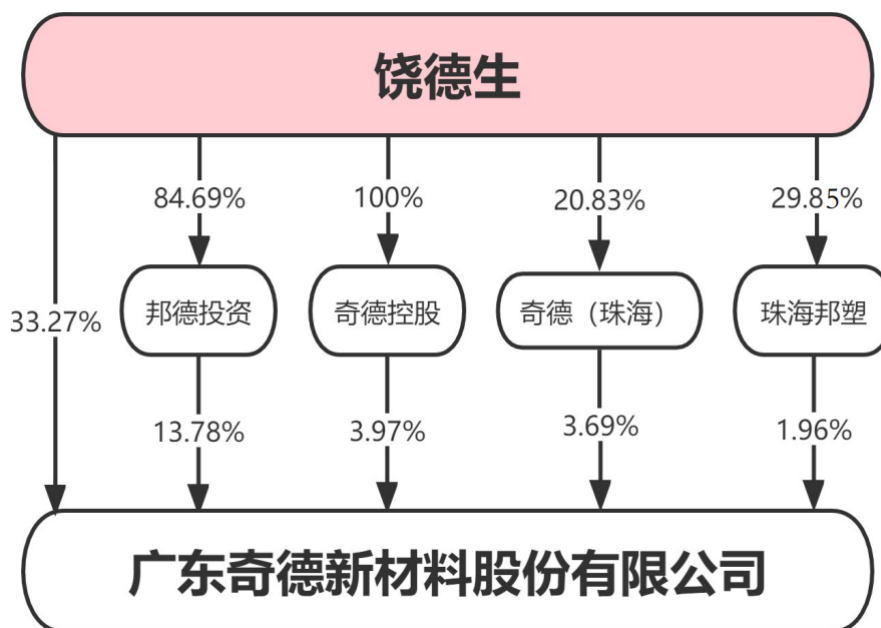 饶德生
84.69%
100%
20.83%
29.85%
33.27%
邦德投资
奇德控股
奇德（珠海）
珠海邦塑
13.78%
3.97%
3.69%
1.96%
广东奇德新材料股份有限公司